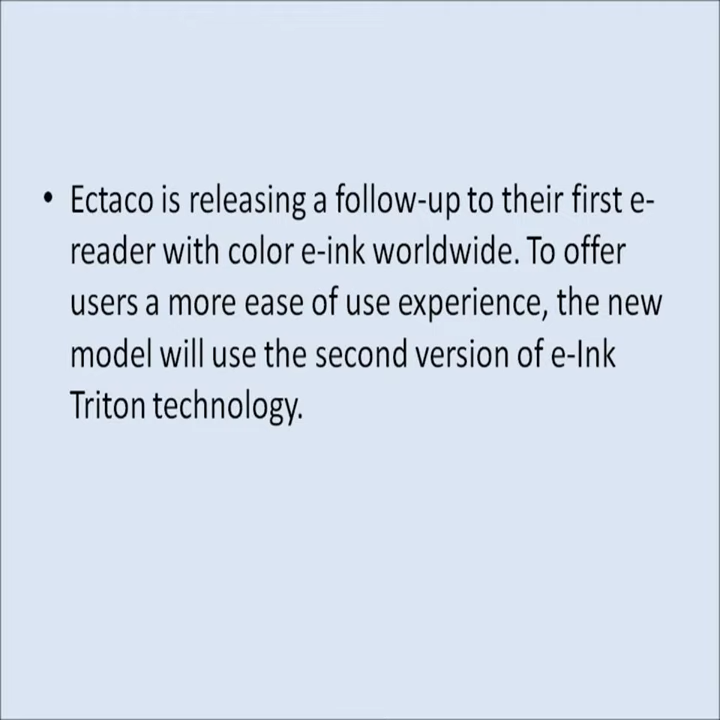 • Ectaco is releasing a follow-up to their first e-
reader with color e-ink worldwide. To offer
users a more ease of use experience, the new
model will use the second version of e-Ink
Triton technology.